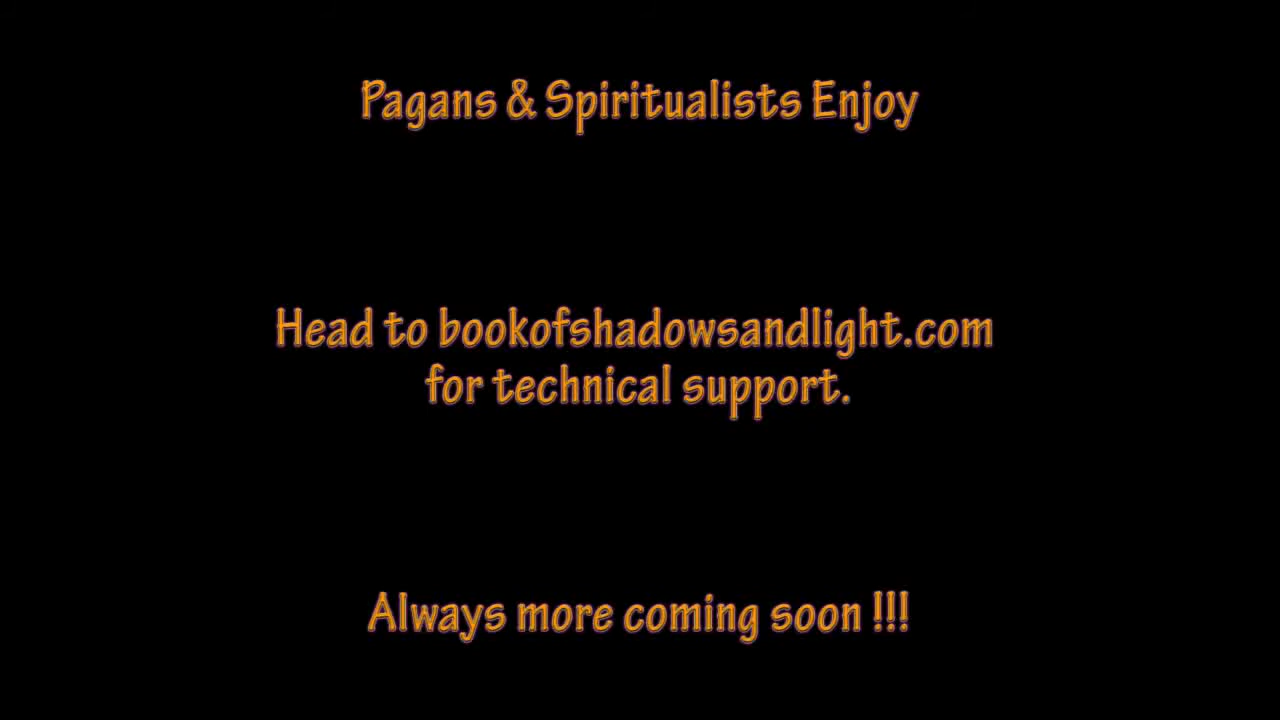 Pagans & Spiritualists Enjoy
Head to bookofshadowsandlight.com
for technical support.
Always more coming soon !!!